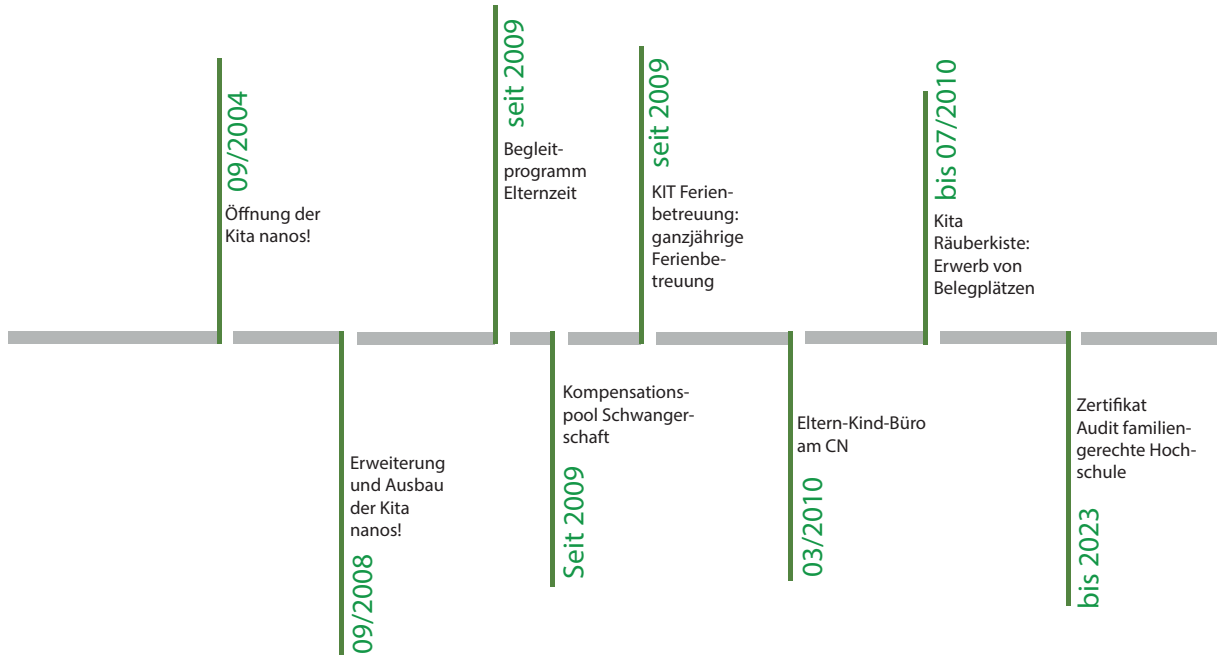 09/2004
Öffnung der
Kita nanos!
09/2008
Erweiterung
und Ausbau
der Kita
nanos!
seit 2009
Begleit-
programm
Elternzeit
Seit 2009
Kompensations-
pool Schwanger-
schaft
seit 2009
KIT Ferien-
betreuung:
ganzjährige
Ferienbe-
treuung
03/2010
Eltern-Kind-Büro
am CN
bis 07/2010
Kita
Räuberkiste:
Erwerb von
Belegplätzen
bis 2023
Zertifikat
Audit familien-
gerechte Hoch-
schule